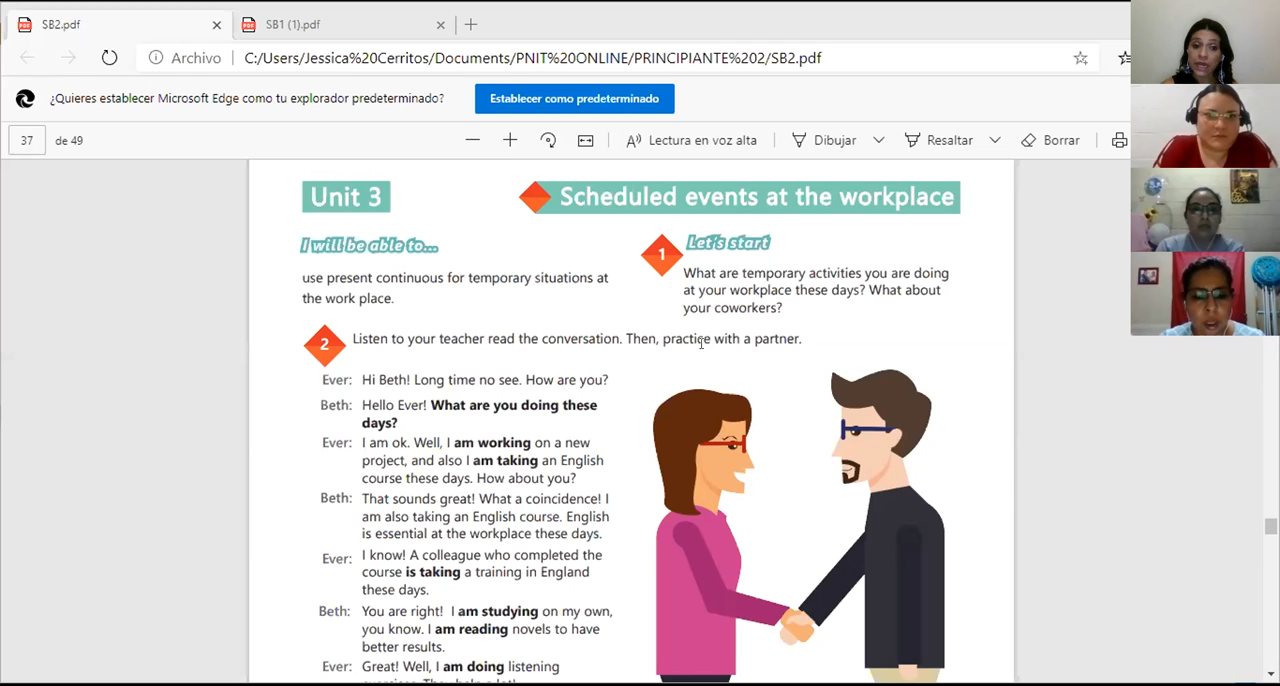 SB2.pdf
SB1 (1).pdf
Archivo
C:/Users/Jessica%20Cerritos/Documents/PNIT%20ONLINE/PRINCIPIANTE%202/SB2.pdf
¿Quieres establecer Microsoft Edge como tu explorador predeterminado?
Establecer como predeterminado
37 de 49
Lectura en voz alta
Dibujar
Resaltar
Borrar
Unit 3
Scheduled events at the workplace
I will be able to...
use present continuous for temporary situations at
the work place.
1
Let's start
What are temporary activities you are doing
at your workplace these days? What about
your coworkers?
2
Listen to your teacher read the conversation. Then, practice with a partner.
Ever: Hi Beth! Long time no see. How are you?
Beth: Hello Ever! What are you doing these
days?
Ever: I am ok. Well, I am working on a new
project, and also I am taking an English
course these days. How about you?
Beth: That sounds great! What a coincidence! I
am also taking an English course. English
is essential at the workplace these days.
Ever: I know! A colleague who completed the
course is taking a training in England
these days.
Beth: You are right! I am studying on my own,
you know. I am reading novels to have
better results.
Ever: Great! Well, I am doing listening